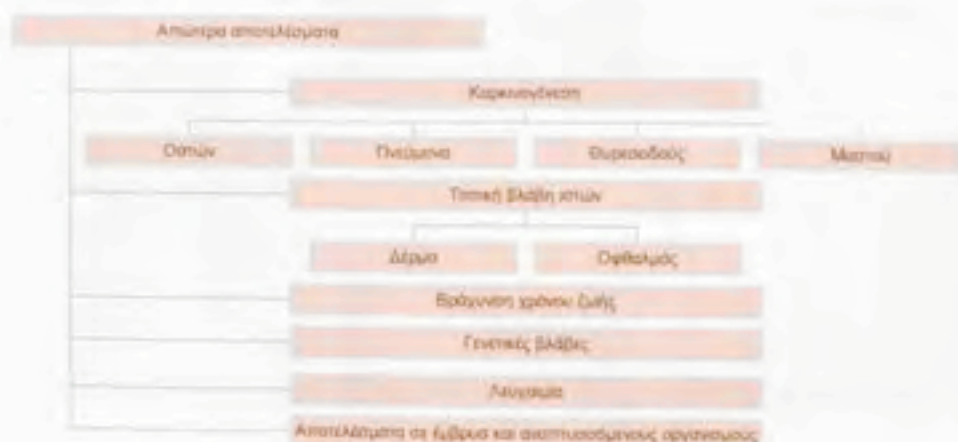 Απώτερα αποτελέσματα
Καρκινογένεση
Οστών Πνεύμονα Θυρεοειδούς Μαστού
Τοπική βλάβη ιστών
Δέρμα Οφθαλμός
Βράχυνση χρόνου ζωής
Γενετικές βλάβες
Λευχαιμία
Αποτελέσματα σε έμβρυα και αναπτυσσόμενους οργανισμούς